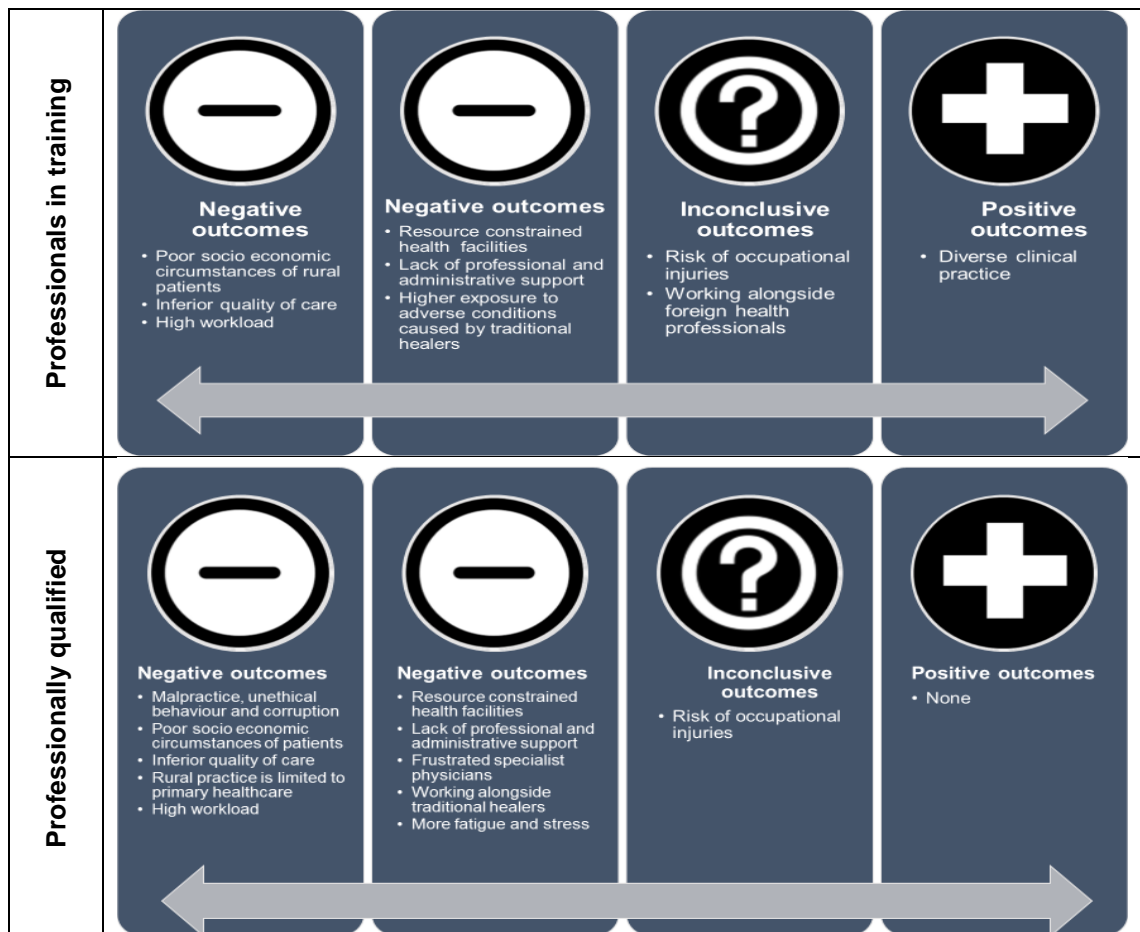 Professionals in training
Negative
outcomes
• Poor socio economic
circumstances of rural
patients
• Inferior quality of care
• High workload
Negative outcomes
• Resource constrained
health facilities
• Lack of professional and
administrative support
• Higher exposure to
adverse conditions
caused by traditional
healers
Inconclusive
outcomes
• Risk of occupational
injuries
• Working alongside
foreign health
professionals
Positive
outcomes
• Diverse clinical
practice
Professionally qualified
Negative outcomes
• Malpractice, unethical
behaviour and corruption
• Poor socio economic
circumstances of patients
• Inferior quality of care
• Rural practice is limited to
primary healthcare
• High workload
Negative outcomes
• Resource constrained
health facilities
• Lack of professional and
administrative support
• Frustrated specialist
physicians
• Working alongside
traditional healers
• More fatigue and stress
Inconclusive
outcomes
• Risk of occupational
injuries
Positive outcomes
• None